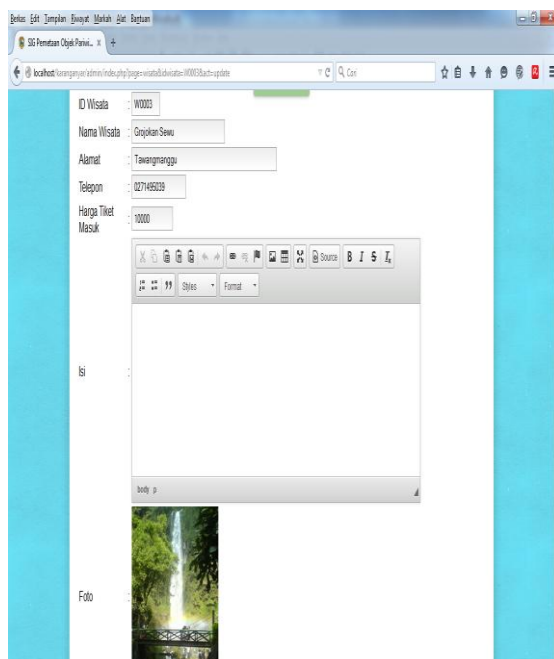 Berkas Edit Tampilan Riwayat Markah Alat Bantuan
SIG Pemetaan Objek Pariwi... × +
localhost/karanganyar/admin/index.php?page=wisata&idwisata=W0003&act=update
Cari
ID Wisata : W0003
Nama Wisata : Grojokan Sewu
Alamat : Tawangmanggu
Telepon : 0271495039
Harga Tiket
Masuk : 10000
Source B I S Ix
Styles Format
Isi :
body p
Foto :